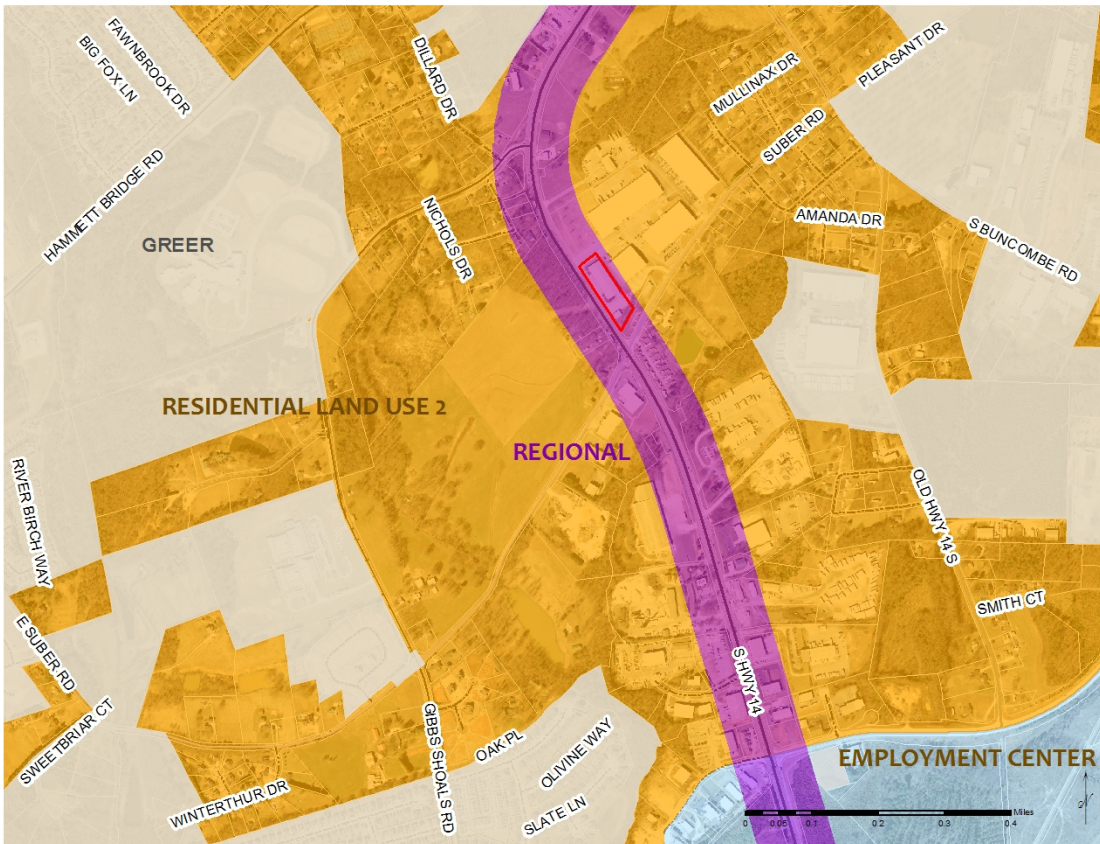 FAWNBROOK DR
BIG FOX LN
DILLARD DR
MULLINAX DR
PLEASANT DR
SUBER RD
HAMMETT BRIDGE RD
NICHOLS DR
AMANDA DR
S BUNCOMBE RD
GREER
RESIDENTIAL LAND USE 2
REGIONAL
RIVER BIRCH WAY
OLD HWY 14 S
SMITH CT
E SUBER RD
S HWY 14
SWEETBRIAR CT
GIBBS SHOALS RD
OAK PL
OLIVINE WAY
EMPLOYMENT CENTER
WINTERTHUR DR
SLATE LN
Miles
0 0.05 0.1 0.2 0.3 0.4
N